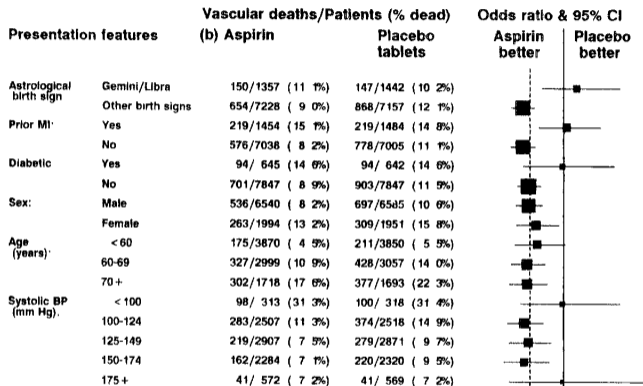 Vascular deaths/Patients (% dead) Odds ratio & 95% CI
Presentation features (b) Aspirin Placebo tablets Aspirin better Placebo better
Astrological birth sign Gemini/Libra 150/1357 (11 1%) 147/1442 (10 2%)
Other birth signs 654/7228 ( 9 0%) 868/7157 (12 1%)
Prior MI· Yes 219/1454 (15 1%) 219/1484 (14 8%)
No 576/7038 ( 8 2%) 778/7005 (11 1%)
Diabetic Yes 94/ 645 (14 6%) 94/ 642 (14 6%)
No 701/7847 ( 8 9%) 903/7847 (11 5%)
Sex: Male 536/6540 ( 8 2%) 697/6585 (10 6%)
Female 263/1994 (13 2%) 309/1951 (15 8%)
Age (years)· < 60 175/3870 ( 4 5%) 211/3850 ( 5 5%)
60-69 327/2999 (10 9%) 428/3057 (14 0%)
70 + 302/1718 (17 6%) 377/1693 (22 3%)
Systolic BP (mm Hg). < 100 98/ 313 (31 3%) 100/ 318 (31 4%)
100-124 283/2507 (11 3%) 374/2518 (14 9%)
125-149 219/2907 ( 7 5%) 279/2871 ( 9 7%)
150-174 162/2284 ( 7 1%) 220/2320 ( 9 5%)
175 + 41/ 572 ( 7 2%) 41/ 569 ( 7 2%)